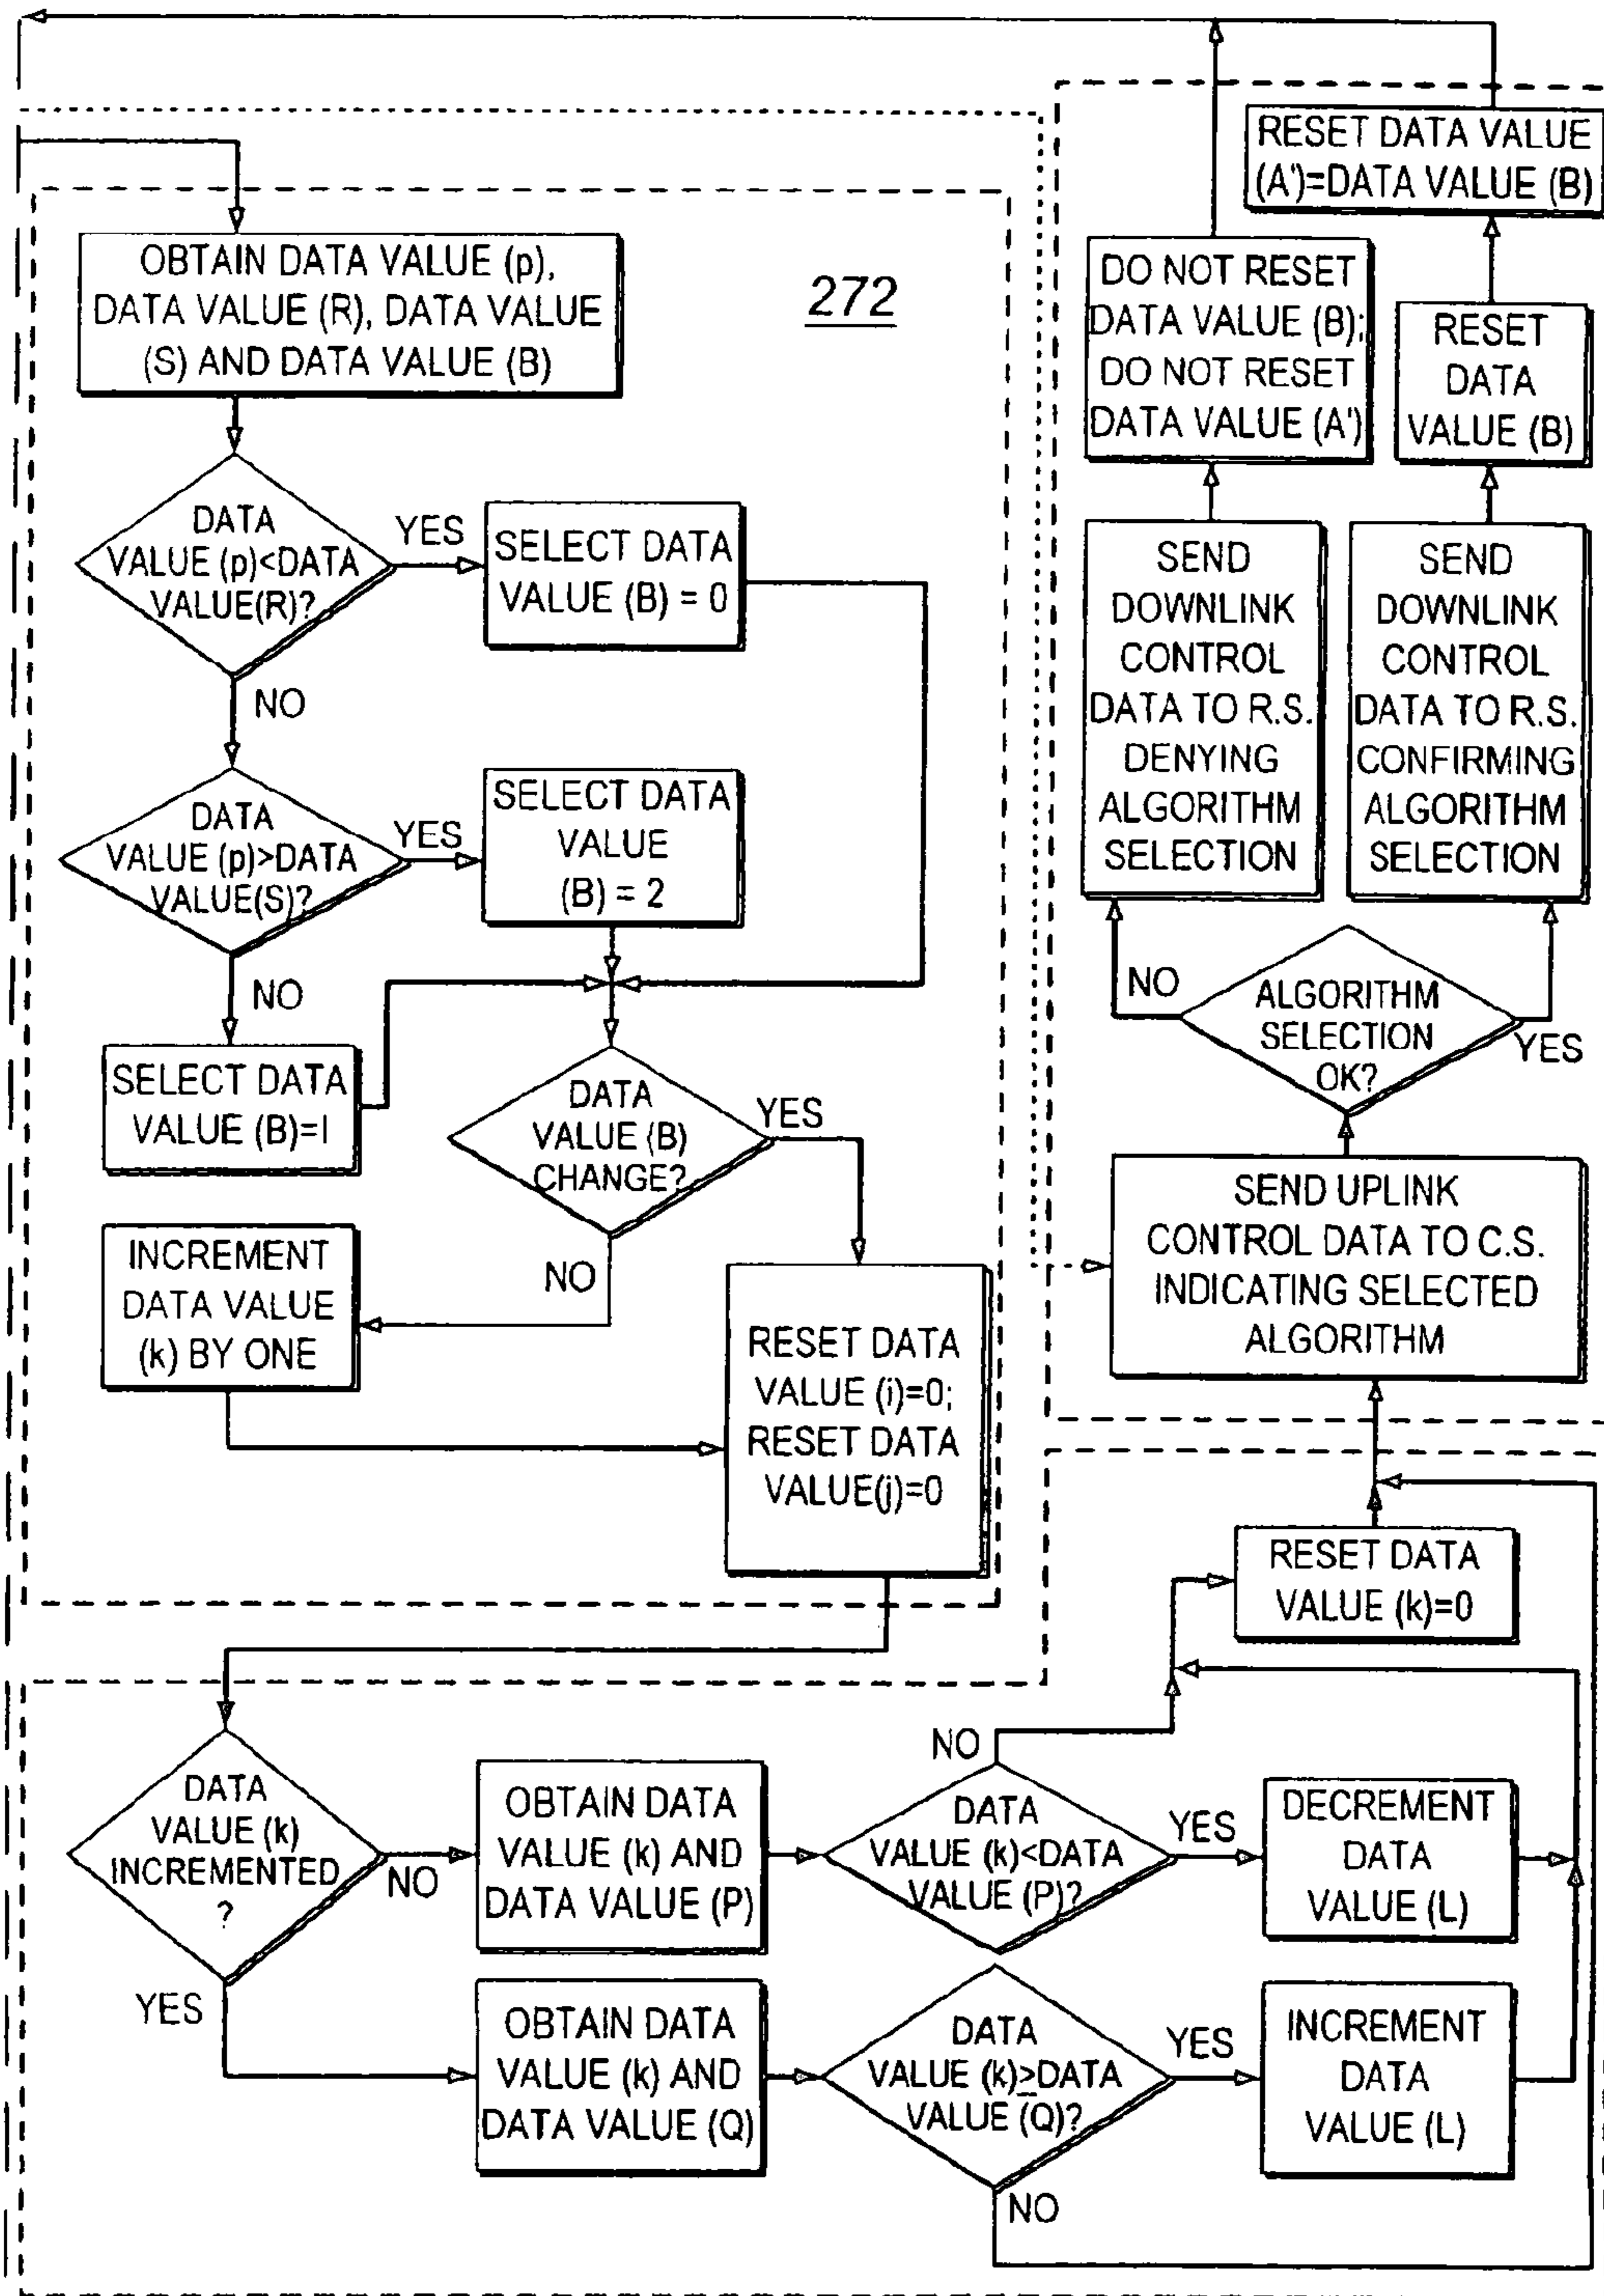 OBTAIN DATA VALUE (p),
DATA VALUE (R), DATA VALUE
(S) AND DATA VALUE (B)
272
DATA
VALUE (p)<DATA
VALUE(R)?
YES
SELECT DATA
VALUE (B) = 0
NO
DATA
VALUE (p)>DATA
VALUE(S)?
YES
SELECT DATA
VALUE
(B) = 2
NO
SELECT DATA
VALUE (B)=I
DATA
VALUE (B)
CHANGE?
YES
NO
INCREMENT
DATA VALUE
(k) BY ONE
RESET DATA
VALUE (i)=0;
RESET DATA
VALUE(j)=0
DATA
VALUE (k)
INCREMENTED
?
NO
YES
OBTAIN DATA
VALUE (k) AND
DATA VALUE (P)
DATA
VALUE (k)<DATA
VALUE (P)?
NO
YES
DECREMENT
DATA
VALUE (L)
OBTAIN DATA
VALUE (k) AND
DATA VALUE (Q)
DATA
VALUE (k)≥DATA
VALUE (Q)?
YES
NO
INCREMENT
DATA
VALUE (L)
RESET DATA
VALUE (k)=0
SEND UPLINK
CONTROL DATA TO C.S.
INDICATING SELECTED
ALGORITHM
ALGORITHM
SELECTION
OK?
NO
YES
SEND
DOWNLINK
CONTROL
DATA TO R.S.
DENYING
ALGORITHM
SELECTION
SEND
DOWNLINK
CONTROL
DATA TO R.S.
CONFIRMING
ALGORITHM
SELECTION
DO NOT RESET
DATA VALUE (B);
DO NOT RESET
DATA VALUE (A')
RESET
DATA
VALUE (B)
RESET DATA VALUE
(A')=DATA VALUE (B)